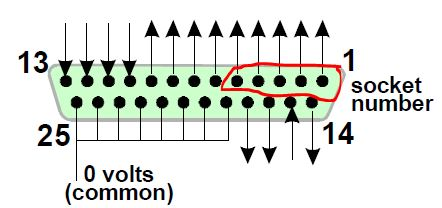 13
1
socket
number
25
14
0 volts
(common)